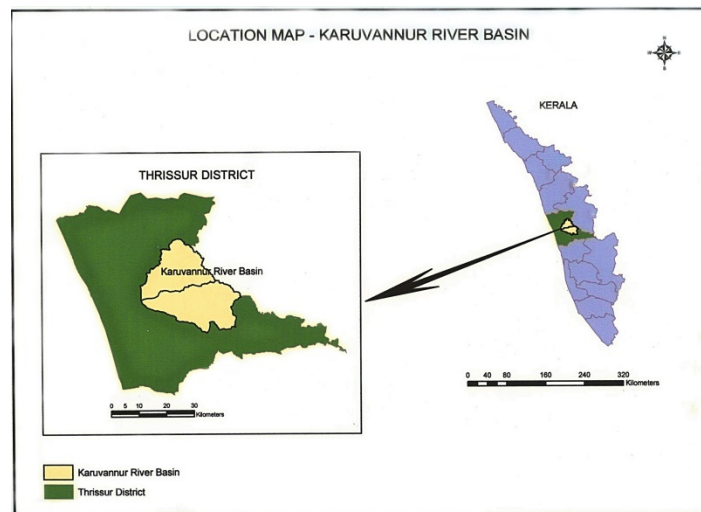 LOCATION MAP - KARUVANNUR RIVER BASIN
N
W E
S
KERALA
THRISSUR DISTRICT
Karuvannur River Basin
0 5 10 20 30
Kilometers
0 40 80 160 240 320
Kilometers
Karuvannur River Basin
Thrissur District